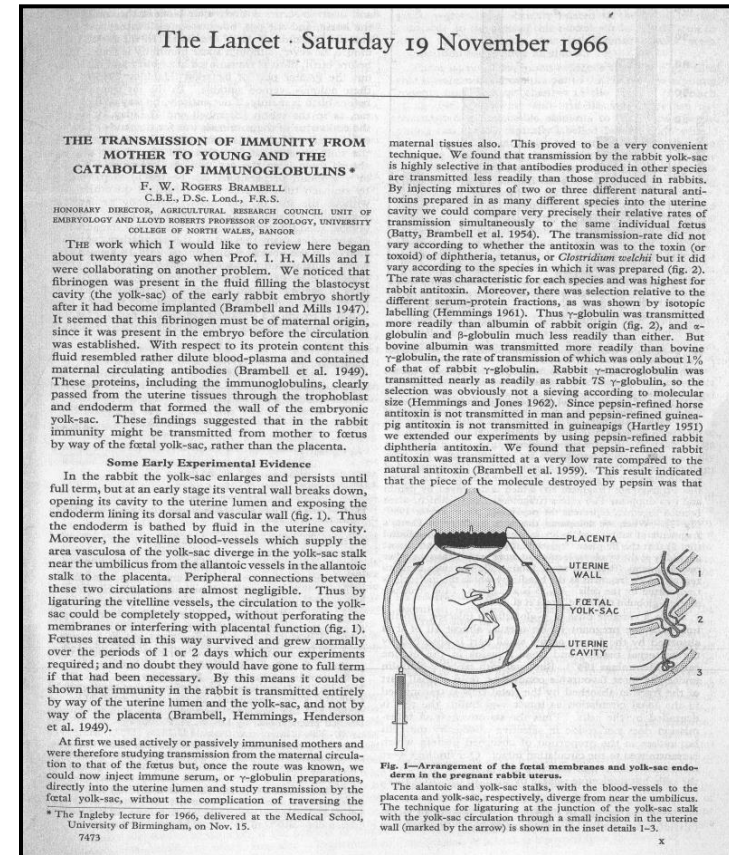 The Lancet · Saturday 19 November 1966
THE TRANSMISSION OF IMMUNITY FROM
MOTHER TO YOUNG AND THE
CATABOLISM OF IMMUNOGLOBULINS *
F. W. ROGERS BRAMBELL
C.B.E., D.Sc. Lond., F.R.S.
HONORARY DIRECTOR, AGRICULTURAL RESEARCH COUNCIL UNIT OF
EMBRYOLOGY AND LLOYD ROBERTS PROFESSOR OF ZOOLOGY, UNIVERSITY
COLLEGE OF NORTH WALES, BANGOR
THE work which I would like to review here began
about twenty years ago when Prof. I. H. Mills and I
were collaborating on another problem. We noticed that
fibrinogen was present in the fluid filling the blastocyst
cavity (the yolk-sac) of the early rabbit embryo shortly
after it had become implanted (Brambell and Mills 1947).
It seemed that this fibrinogen must be of maternal origin,
since it was present in the embryo before the circulation
was established. With respect to its protein content this
fluid resembled rather dilute blood-plasma and contained
maternal circulating antibodies (Brambell et al. 1949).
These proteins, including the immunoglobulins, clearly
passed from the uterine tissues through the trophoblast
and endoderm that formed the wall of the embryonic
yolk-sac. These findings suggested that in the rabbit
immunity might be transmitted from mother to fœtus
by way of the fœtal yolk-sac, rather than the placenta.
Some Early Experimental Evidence
In the rabbit the yolk-sac enlarges and persists until
full term, but at an early stage its ventral wall breaks down,
opening its cavity to the uterine lumen and exposing the
endoderm lining its dorsal and vascular wall (fig. 1). Thus
the endoderm is bathed by fluid in the uterine cavity.
Moreover, the vitelline blood-vessels which supply the
area vasculosa of the yolk-sac diverge in the yolk-sac stalk
near the umbilicus from the allantoic vessels in the allantoic
stalk to the placenta. Peripheral connections between
these two circulations are almost negligible. Thus by
ligaturing the vitelline vessels, the circulation to the yolk-
sac could be completely stopped, without perforating the
membranes or interfering with placental function (fig. 1).
Fœtuses treated in this way survived and grew normally
over the periods of 1 or 2 days which our experiments
required; and no doubt they would have gone to full term
if that had been necessary. By this means it could be
shown that immunity in the rabbit is transmitted entirely
by way of the uterine lumen and the yolk-sac, and not by
way of the placenta (Brambell, Hemmings, Henderson
et al. 1949).
At first we used actively or passively immunised mothers and
were therefore studying transmission from the maternal circula-
tion to that of the fœtus but, once the route was known, we
could now inject immune serum, or γ-globulin preparations,
directly into the uterine lumen and study transmission by the
fœtal yolk-sac, without the complication of traversing the
* The Ingleby lecture for 1966, delivered at the Medical School,
University of Birmingham, on Nov. 15.
7473
maternal tissues also. This proved to be a very convenient
technique. We found that transmission by the rabbit yolk-sac
is highly selective in that antibodies produced in other species
are transmitted less readily than those produced in rabbits.
By injecting mixtures of two or three different natural anti-
toxins prepared in as many different species into the uterine
cavity we could compare very precisely their relative rates of
transmission simultaneously to the same individual fœtus
(Batty, Brambell et al. 1954). The transmission-rate did not
vary according to whether the antitoxin was to the toxin (or
toxoid) of diphtheria, tetanus, or Clostridium welchii but it did
vary according to the species in which it was prepared (fig. 2).
The rate was characteristic for each species and was highest for
rabbit antitoxin. Moreover, there was selection relative to the
different serum-protein fractions, as was shown by isotopic
labelling (Hemmings 1961). Thus γ-globulin was transmitted
more readily than albumin of rabbit origin (fig. 2), and α-
globulin and β-globulin much less readily than either. But
bovine albumin was transmitted more readily than bovine
γ-globulin, the rate of transmission of which was only about 1%
of that of rabbit γ-globulin. Rabbit γ-macroglobulin was
transmitted nearly as readily as rabbit 7S γ-globulin, so the
selection was obviously not a sieving according to molecular
size (Hemmings and Jones 1962). Since pepsin-refined horse
antitoxin is not transmitted in man and pepsin-refined guinea-
pig antitoxin is not transmitted in guineapigs (Hartley 1951)
we extended our experiments by using pepsin-refined rabbit
diphtheria antitoxin. We found that pepsin-refined rabbit
antitoxin was transmitted at a very low rate compared to the
natural antitoxin (Brambell et al. 1959). This result indicated
that the piece of the molecule destroyed by pepsin was that
PLACENTA
UTERINE
WALL
FŒTAL
YOLK-SAC
UTERINE
CAVITY
1
2
3
Fig. 1—Arrangement of the fœtal membranes and yolk-sac endo-
derm in the pregnant rabbit uterus.
The alantoic and yolk-sac stalks, with the blood-vessels to the
placenta and yolk-sac, respectively, diverge from near the umbilicus.
The technique for ligaturing at the junction of the yolk-sac stalk
with the yolk-sac circulation through a small incision in the uterine
wall (marked by the arrow) is shown in the inset details 1–3.
X